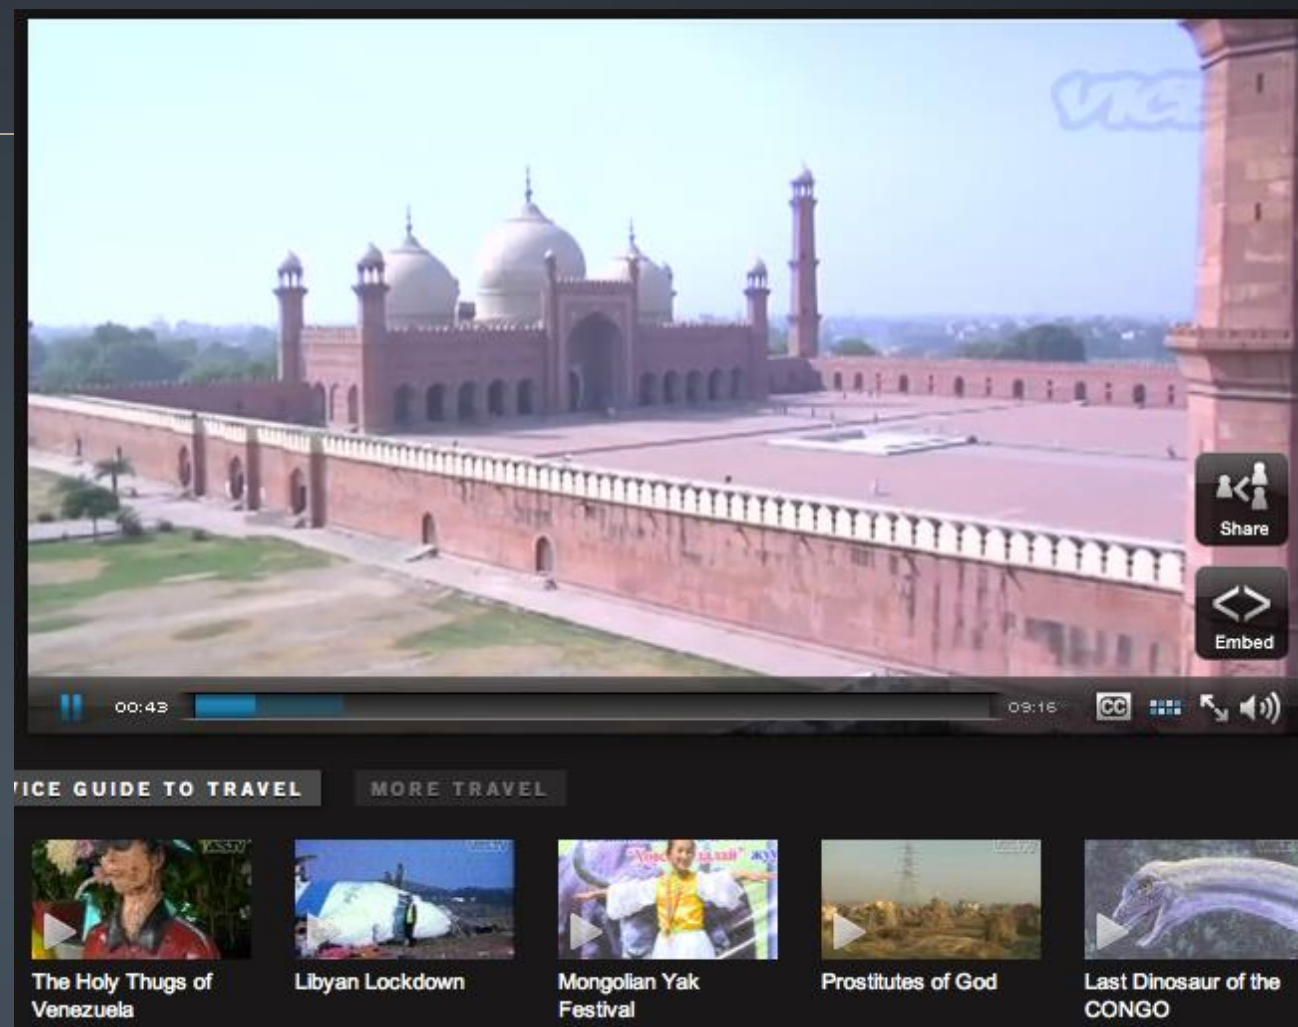 VICE
Share
Embed
00:43
09:16
CC
VICE GUIDE TO TRAVEL
MORE TRAVEL
The Holy Thugs of
Venezuela
Libyan Lockdown
Mongolian Yak
Festival
Prostitutes of God
Last Dinosaur of the
CONGO